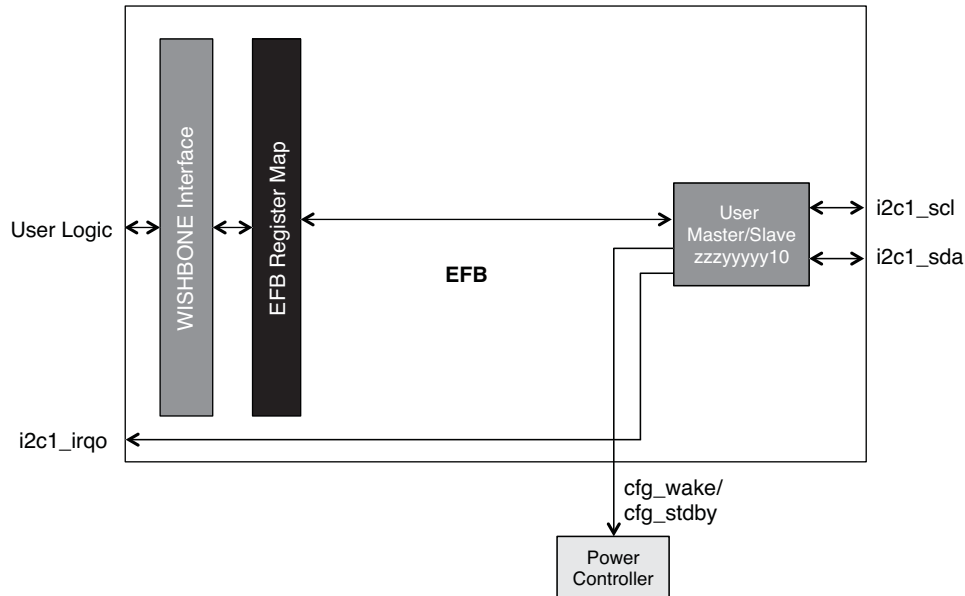 User Logic
WISHBONE Interface
EFB Register Map
EFB
User
Master/Slave
zzzyyyyy10
i2c1_scl
i2c1_sda
i2c1_irqo
cfg_wake/
cfg_stdby
Power
Controller